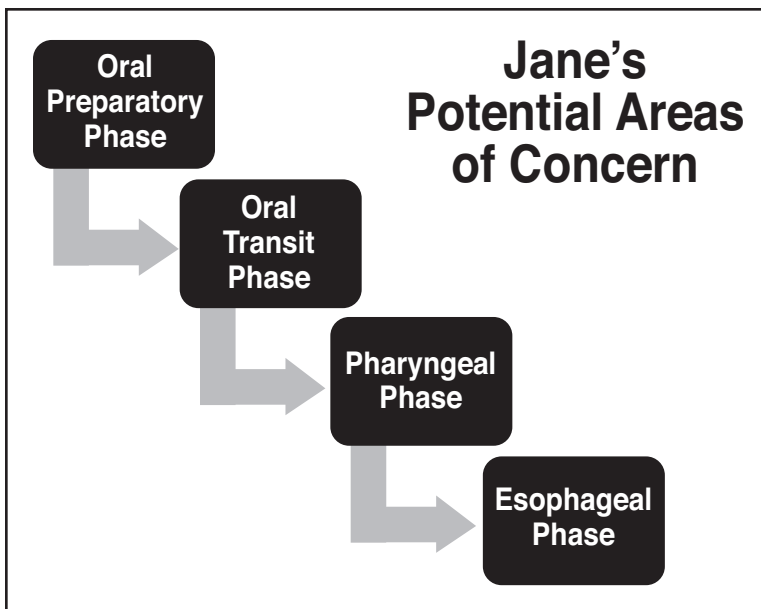 Jane’s
Potential Areas
of Concern
Oral
Preparatory
Phase
Oral
Transit
Phase
Pharyngeal
Phase
Esophageal
Phase